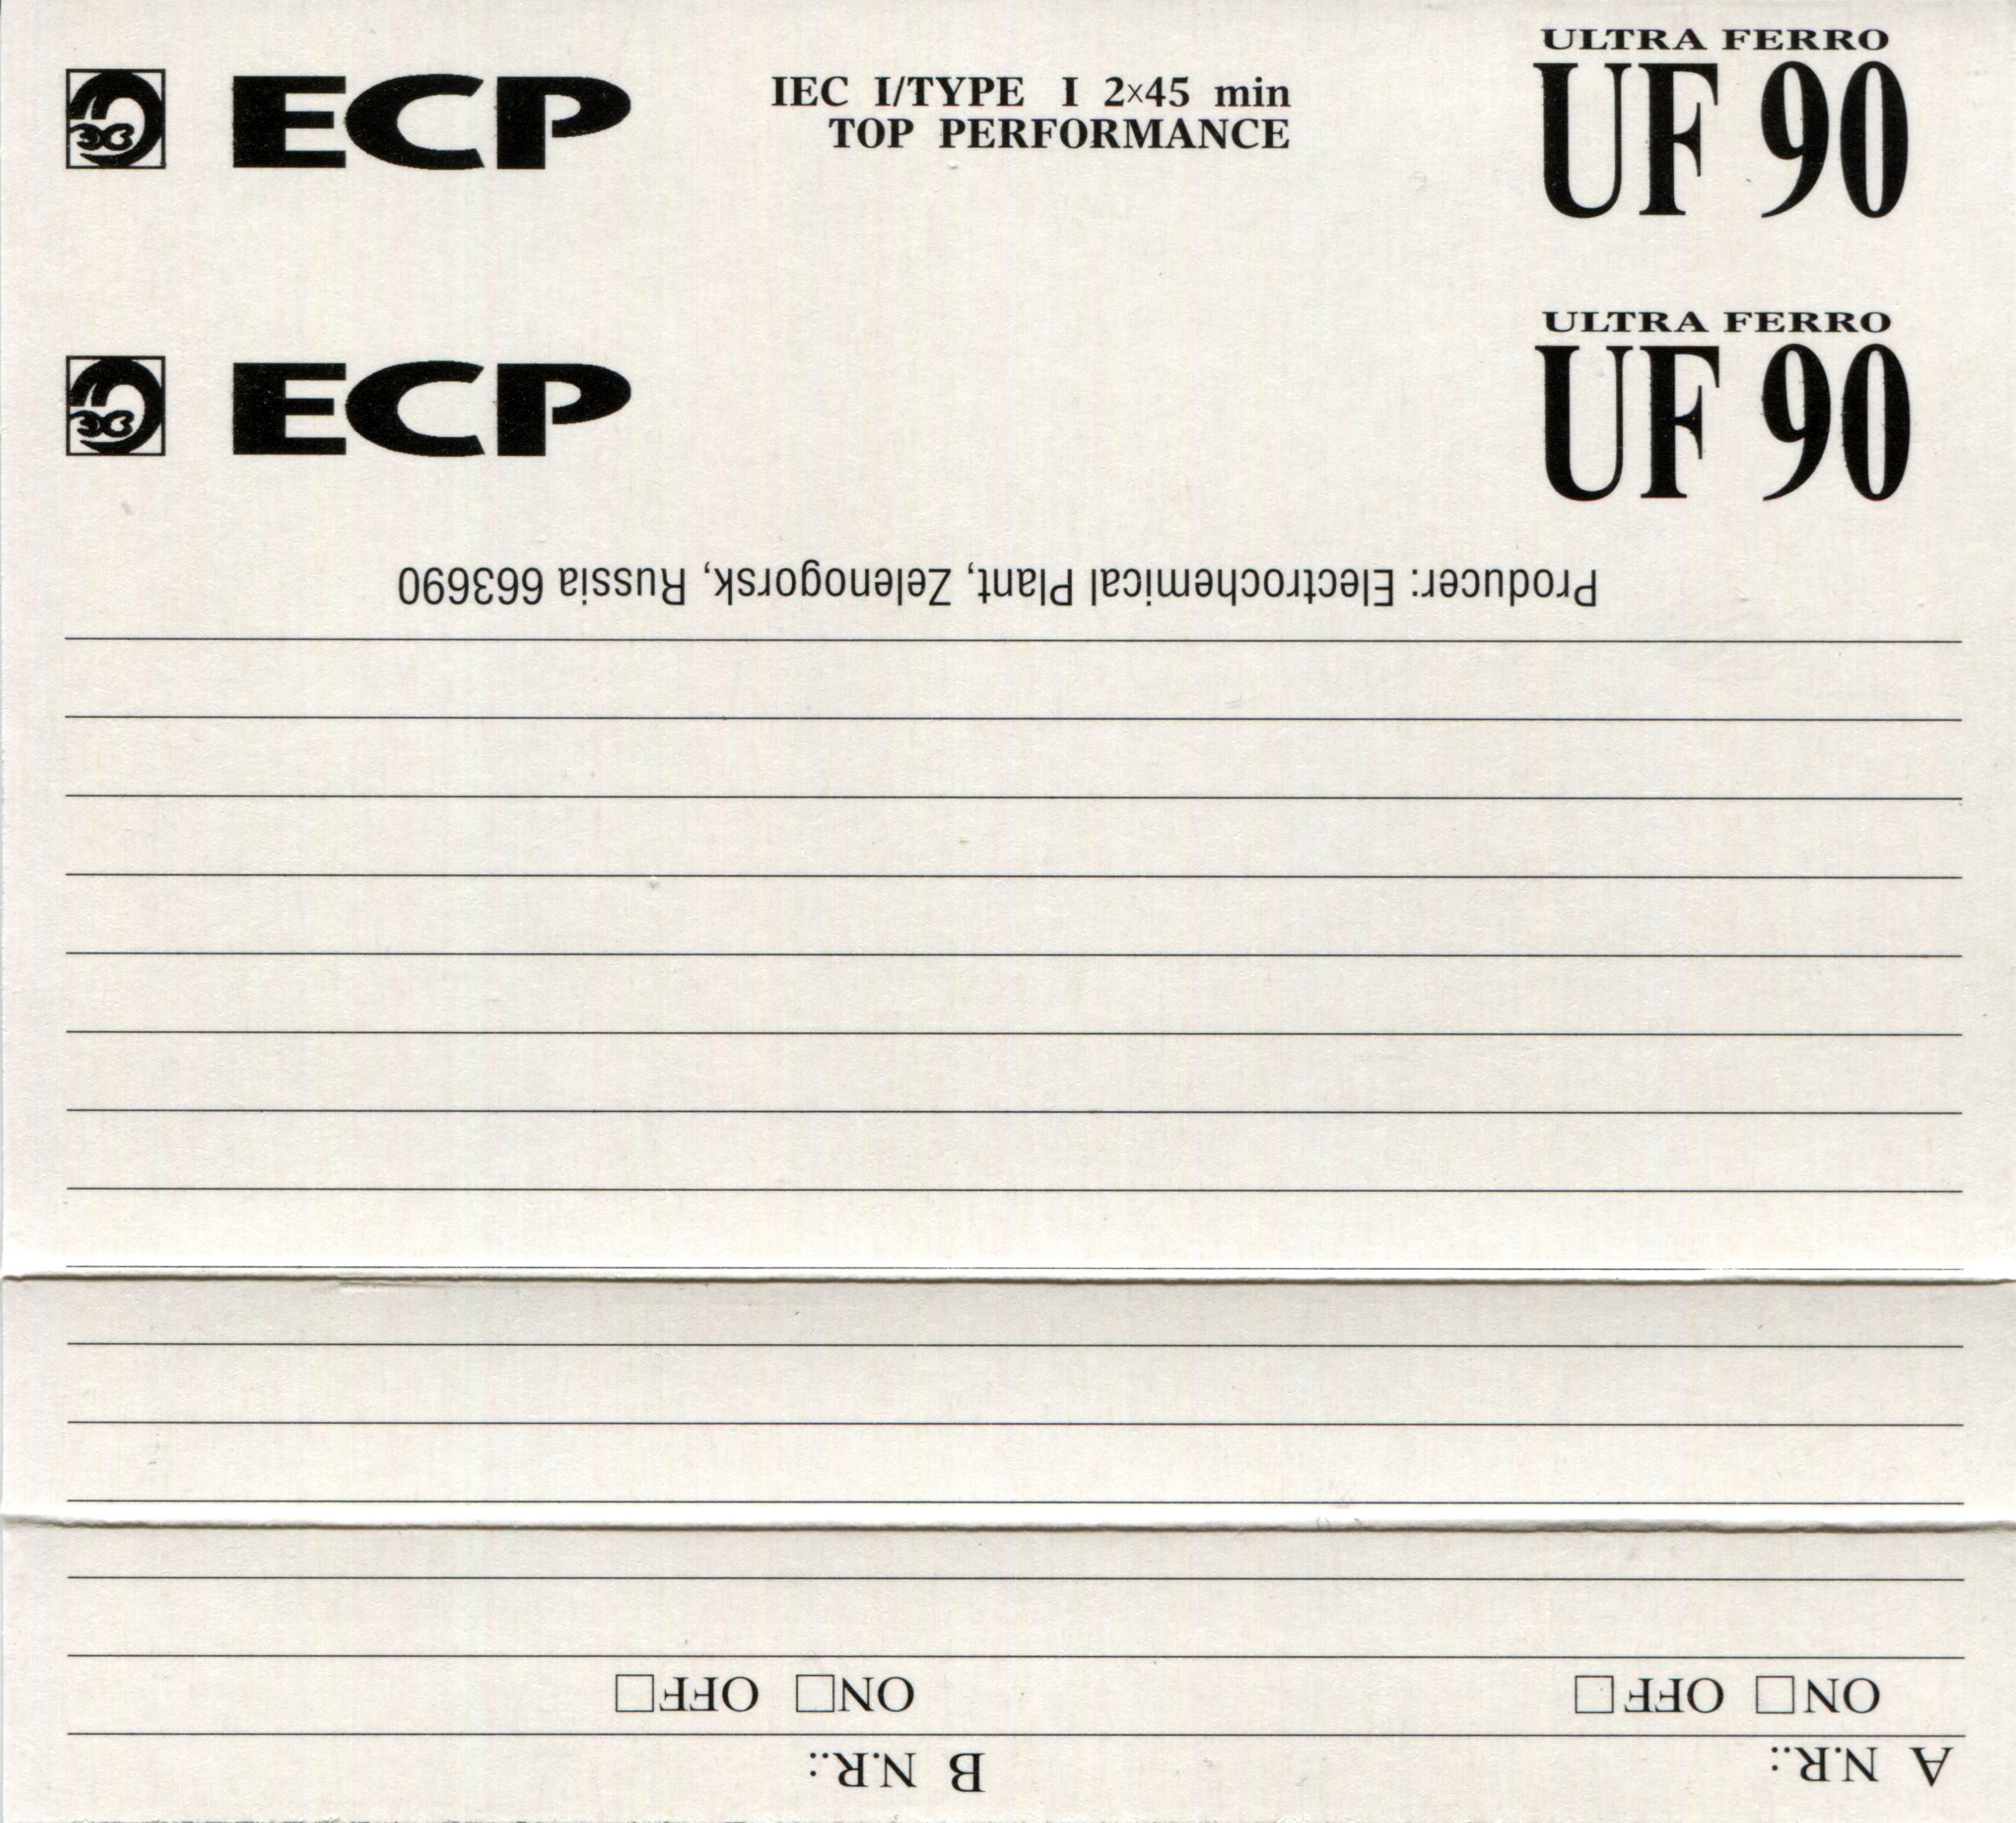 ULTRA FERRO
ECP
IEC I/TYPE I 2×45 min
TOP PERFORMANCE
UF 90
ULTRA FERRO
ECP
UF 90
Producer: Electrochemical Plant, Zelenogorsk, Russia 663690
ON OFF ON OFF
A N.R.: B N.R.: